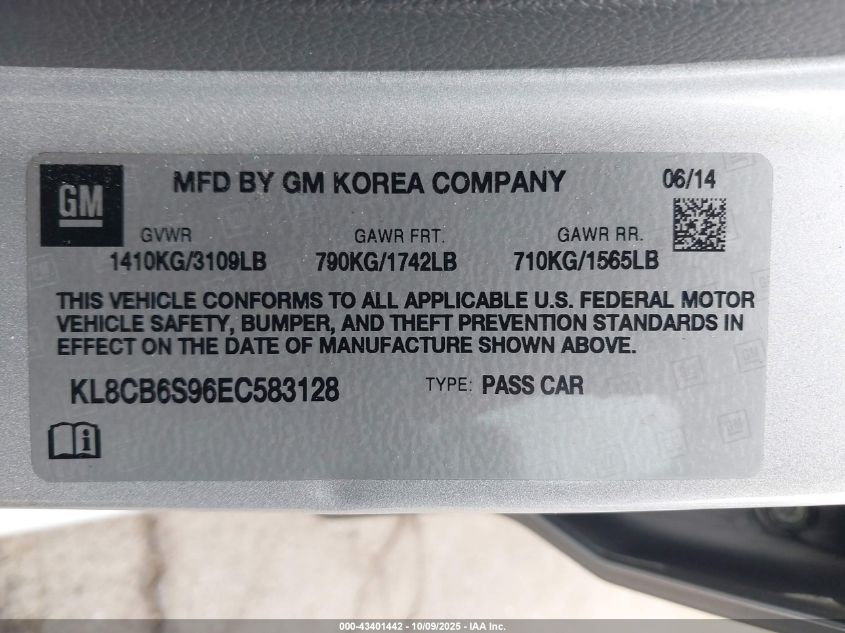 GM
MFD BY GM KOREA COMPANY
06/14
GVWR
GAWR FRT.
GAWR RR.
1410KG/3109LB
790KG/1742LB
710KG/1565LB
THIS VEHICLE CONFORMS TO ALL APPLICABLE U.S. FEDERAL MOTOR
VEHICLE SAFETY, BUMPER, AND THEFT PREVENTION STANDARDS IN
EFFECT ON THE DATE OF MANUFACTURE SHOWN ABOVE.
KL8CB6S96EC583128
TYPE: PASS CAR
000-43401442 - 10/09/2025 - IAA Inc.